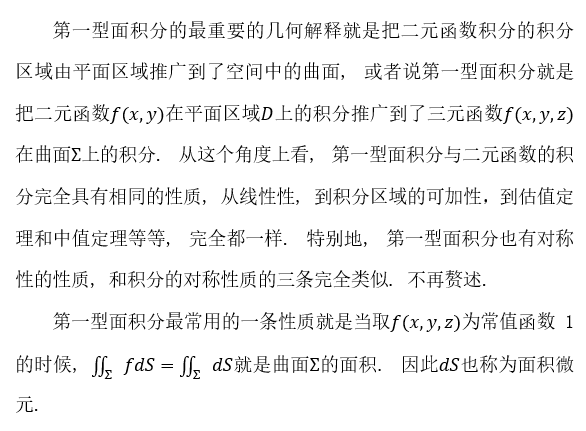 第一型面积分的最重要的几何解释就是把二元函数积分的积分
区域由平面区域推广到了空间中的曲面, 或者说第一型面积分就是
把二元函数f(x,y)在平面区域D上的积分推广到了三元函数f(x,y,z)
在曲面Σ上的积分. 从这个角度上看, 第一型面积分与二元函数的积
分完全具有相同的性质, 从线性性, 到积分区域的可加性, 到估值定
理和中值定理等等, 完全都一样. 特别地, 第一型面积分也有对称
性的性质, 和积分的对称性质的三条完全类似. 不再赘述.
第一型面积分最常用的一条性质就是当取f(x,y,z)为常值函数 1
的时候, ∬_Σ fdS = ∬_Σ dS就是曲面Σ的面积. 因此dS也称为面积微
元.